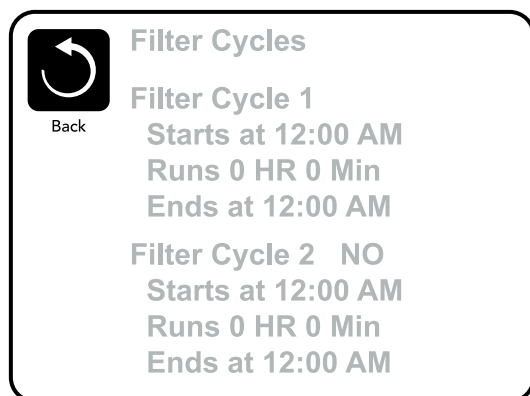 Filter Cycles
Back
Filter Cycle 1
Starts at 12:00 AM
Runs 0 HR 0 Min
Ends at 12:00 AM
Filter Cycle 2 NO
Starts at 12:00 AM
Runs 0 HR 0 Min
Ends at 12:00 AM